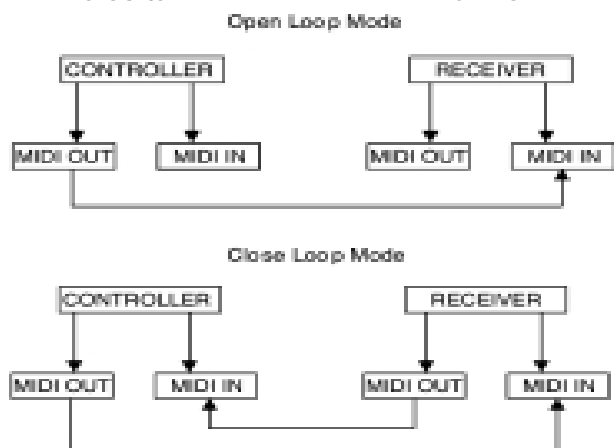 Open Loop Mode
CONTROLLER RECEIVER
MIDI OUT MIDI IN MIDI OUT MIDI IN
Close Loop Mode
CONTROLLER RECEIVER
MIDI OUT MIDI IN MIDI OUT MIDI IN